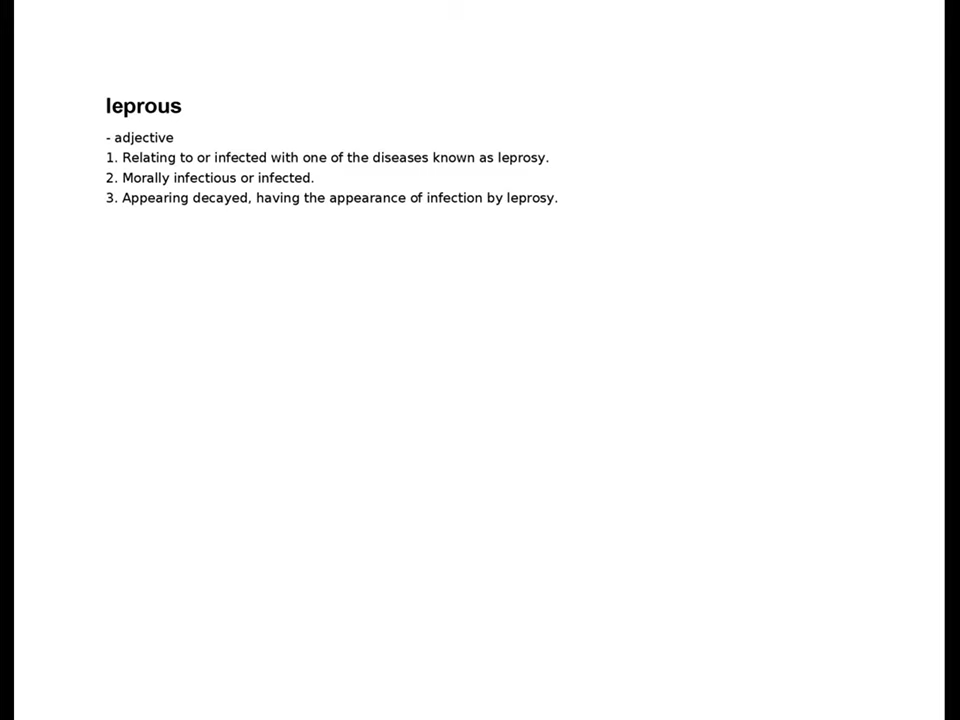 leprous
- adjective
1. Relating to or infected with one of the diseases known as leprosy.
2. Morally infectious or infected.
3. Appearing decayed, having the appearance of infection by leprosy.